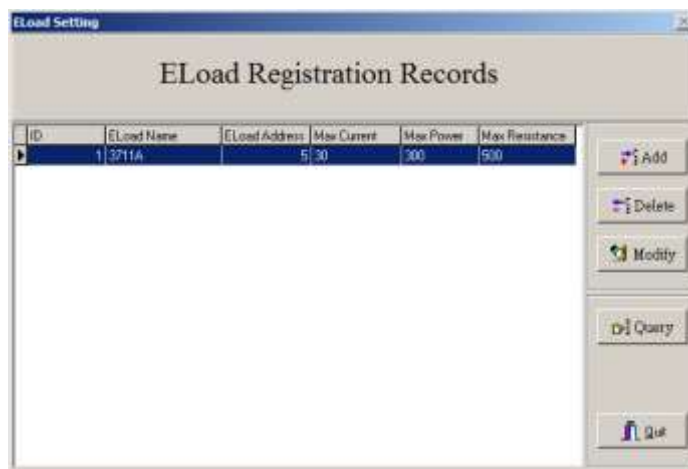 ELoad Setting
ELoad Registration Records
ID ELoad Name ELoad Address Max Current Max Power Max Resistance
1 3711A 5 30 300 500
Add
Delete
Modify
Query
Quit